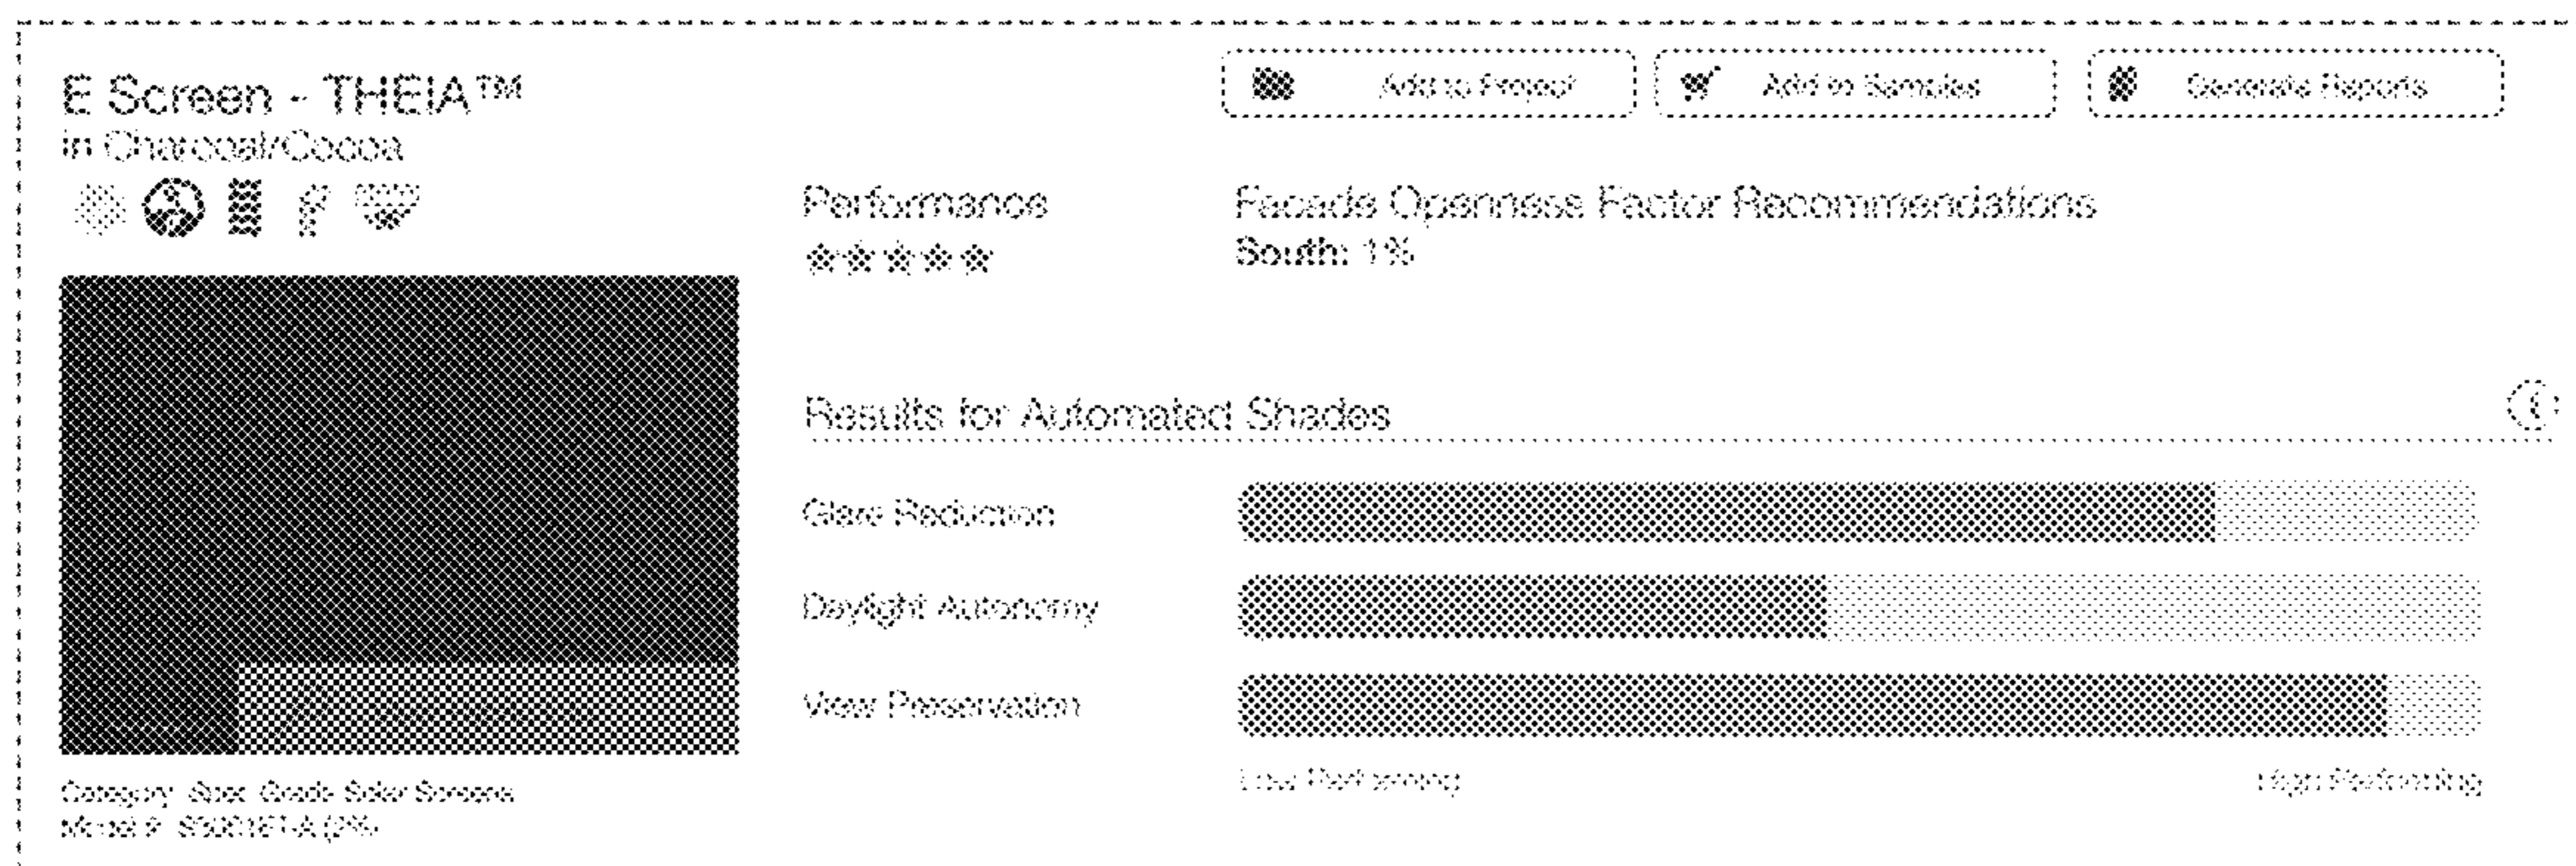 E Screen - THEIA™
in Charcoal/Cocoa
Add to Project
Add to Samples
Generate Reports
Performance
Facade Openness Factor Recommendations
South: 1%
Results for Automated Shades
Glare Reduction
Daylight Autonomy
View Preservation
Low Performing
High Performing
Category: Spec Grade Solar Screens
Model #: